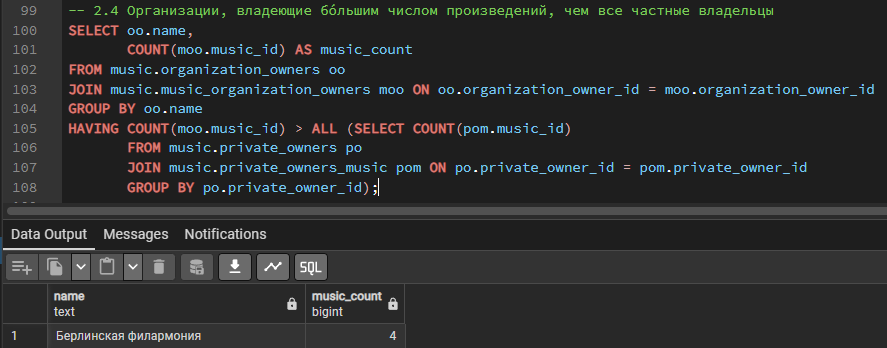 99 -- 2.4 Организации, владеющие бо́льшим числом произведений, чем все частные владельцы
100 SELECT oo.name,
101 COUNT(moo.music_id) AS music_count
102 FROM music.organization_owners oo
103 JOIN music.music_organization_owners moo ON oo.organization_owner_id = moo.organization_owner_id
104 GROUP BY oo.name
105 HAVING COUNT(moo.music_id) > ALL (SELECT COUNT(pom.music_id)
106 FROM music.private_owners po
107 JOIN music.private_owners_music pom ON po.private_owner_id = pom.private_owner_id
108 GROUP BY po.private_owner_id);
Data Output Messages Notifications
SQL
name music_count
text bigint
1 Берлинская филармония 4